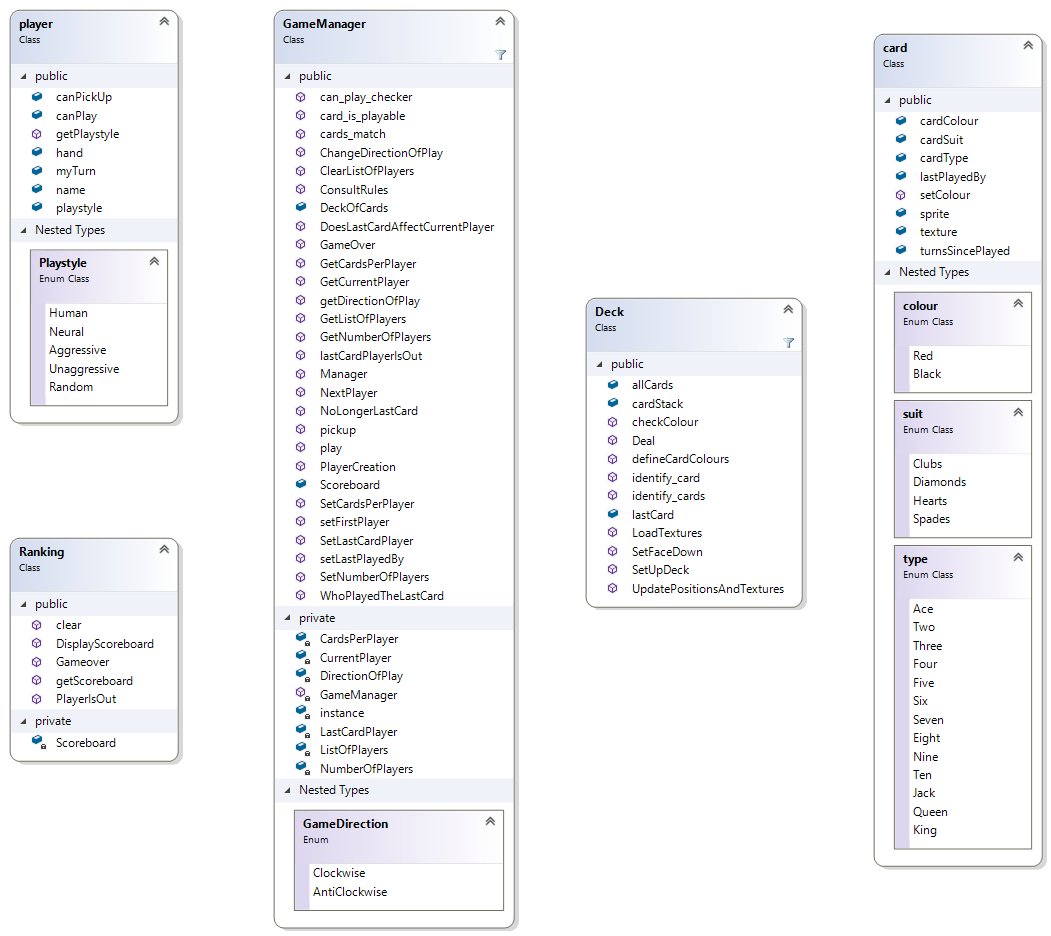 player
Class
public
canPickUp
canPlay
getPlaystyle
hand
myTurn
name
playstyle
Nested Types
Playstyle
Enum Class
Human
Neural
Aggressive
Unaggressive
Random
Ranking
Class
public
clear
DisplayScoreboard
Gameover
getScoreboard
PlayerIsOut
private
Scoreboard
GameManager
Class
public
can_play_checker
card_is_playable
cards_match
ChangeDirectionOfPlay
ClearListOfPlayers
ConsultRules
DeckOfCards
DoesLastCardAffectCurrentPlayer
GameOver
GetCardsPerPlayer
GetCurrentPlayer
getDirectionOfPlay
GetListOfPlayers
GetNumberOfPlayers
lastCardPlayerIsOut
Manager
NextPlayer
NoLongerLastCard
pickup
play
PlayerCreation
Scoreboard
SetCardsPerPlayer
setFirstPlayer
SetLastCardPlayer
setLastPlayedBy
SetNumberOfPlayers
WhoPlayedTheLastCard
private
CardsPerPlayer
CurrentPlayer
DirectionOfPlay
GameManager
instance
LastCardPlayer
ListOfPlayers
NumberOfPlayers
Nested Types
GameDirection
Enum
Clockwise
AntiClockwise
Deck
Class
public
allCards
cardStack
checkColour
Deal
defineCardColours
identify_card
identify_cards
lastCard
LoadTextures
SetFaceDown
SetUpDeck
UpdatePositionsAndTextures
card
Class
public
cardColour
cardSuit
cardType
lastPlayedBy
setColour
sprite
texture
turnsSincePlayed
Nested Types
colour
Enum Class
Red
Black
suit
Enum Class
Clubs
Diamonds
Hearts
Spades
type
Enum Class
Ace
Two
Three
Four
Five
Six
Seven
Eight
Nine
Ten
Jack
Queen
King